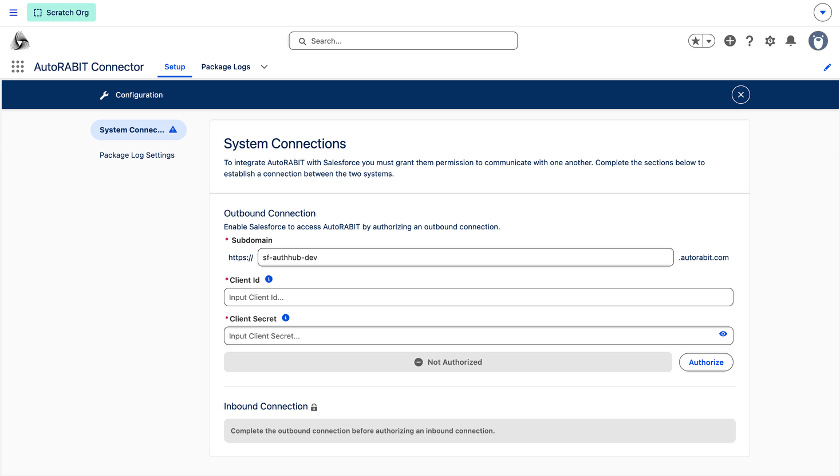 Scratch Org
Search...
AutoRABIT Connector
Setup
Package Logs
Configuration
System Connec...
Package Log Settings
System Connections
To integrate AutoRABIT with Salesforce you must grant them permission to communicate with one another. Complete the sections below to
establish a connection between the two systems.
Outbound Connection
Enable Salesforce to access AutoRABIT by authorizing an outbound connection.
* Subdomain
https:// sf-authhub-dev .autorabit.com
* Client Id
Input Client Id...
* Client Secret
Input Client Secret...
Not Authorized Authorize
Inbound Connection
Complete the outbound connection before authorizing an inbound connection.